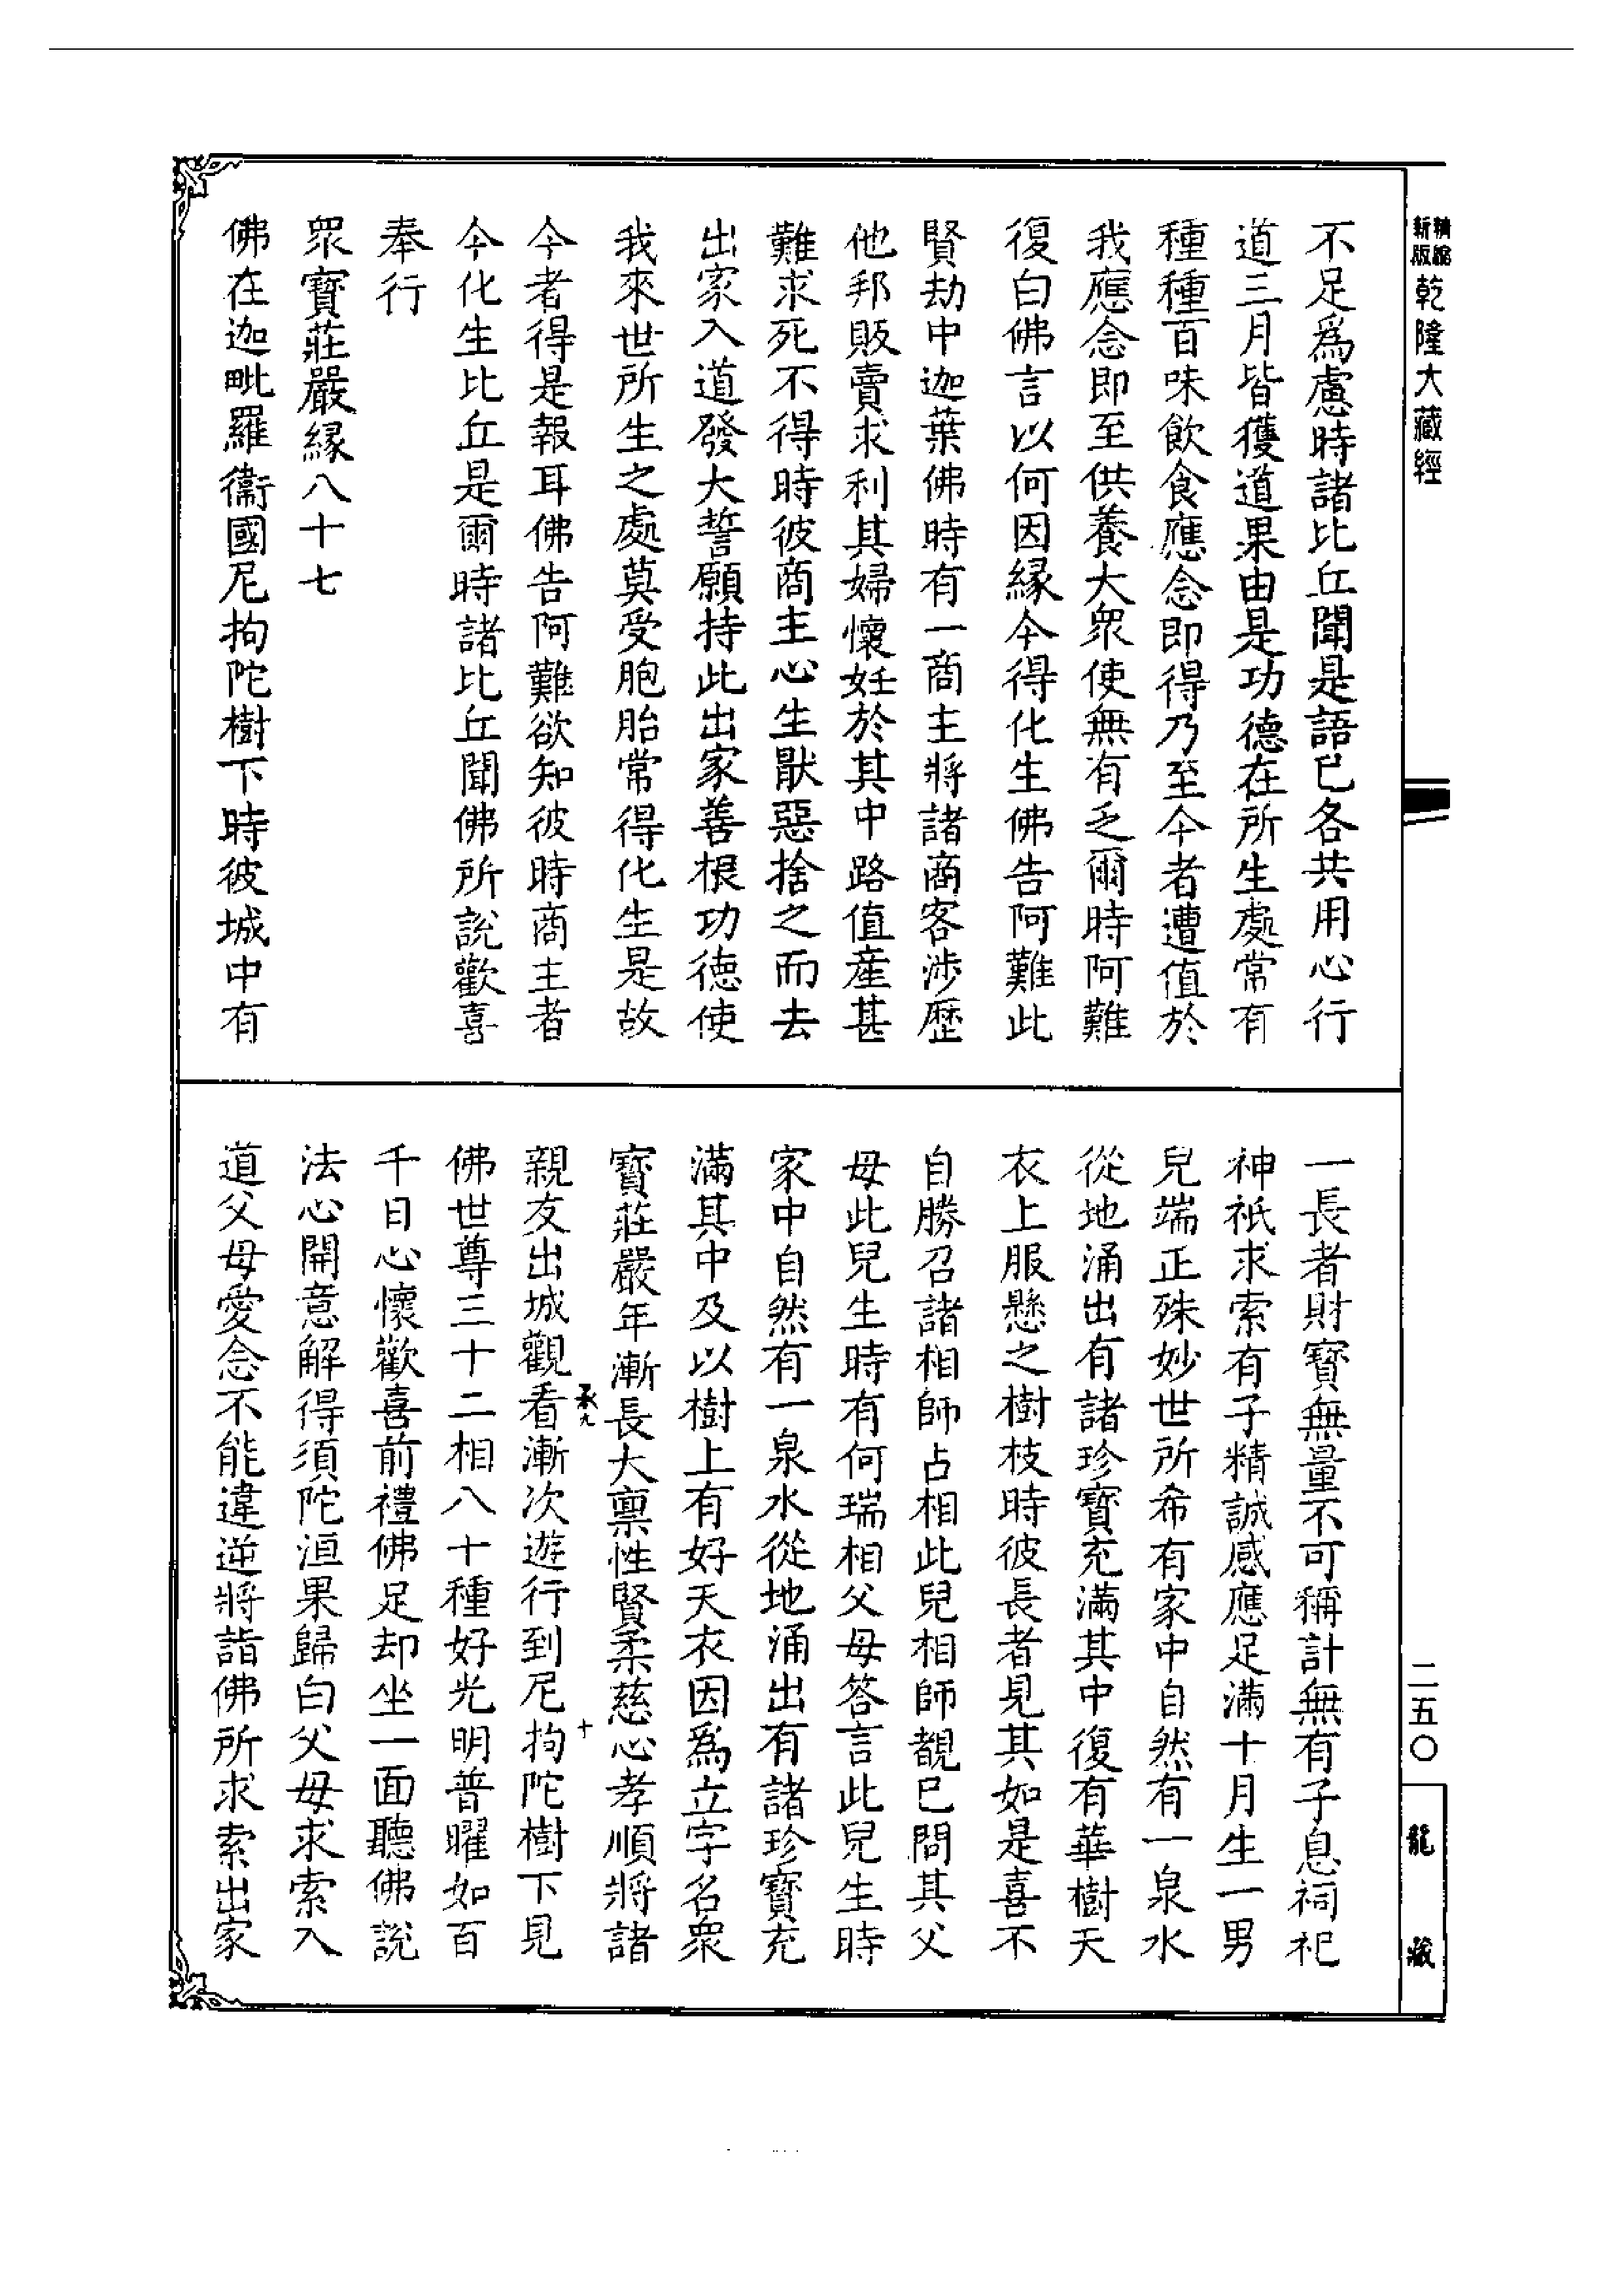 新編
精版
乾隆大藏經
不足爲慮時諸比丘聞是語已各共用心行
道三月皆獲道果由是功德在所生處常有
種種百味飲食應念即得乃至今者遭值於
我應念即至供養大眾使無有乏爾時阿難
復白佛言以何因緣今得化生佛告阿難此
賢劫中迦葉佛時有一商主將諸商客涉歷
他邦販賣求利其婦懷妊於其中路值產甚
難求死不得時彼商主心生猒惡捨之而去
出家入道發大誓願持此出家善根功德使
我來世所生之處莫受胞胎常得化生是故
今者得是報耳佛告阿難欲知彼時商主者
今化生比丘是爾時諸比丘聞佛所說歡喜
奉行
眾寶莊嚴緣八十七
佛在迦毗羅衞國尼拘陀樹下時彼城中有
一長者財寶無量不可稱計無有子息祠祀
神祇求索有子精誠感應足滿十月生一男
兒端正殊妙世所希有家中自然有一泉水
從地涌出有諸珍寶充滿其中復有華樹天
衣上服懸之樹枝時彼長者見其如是喜不
自勝召諸相師占相此兒相師覩已問其父
母此兒生時有何瑞相父母答言此兒生時
家中自然有一泉水從地涌出有諸珍寶充
滿其中及以樹上有好天衣因爲立字名眾
寶莊嚴年漸長大禀性賢柔慈心孝順將諸
承九
十
親友出城觀看漸次遊行到尼拘陀樹下見
佛世尊三十二相八十種好光明普曜如百
千日心懷歡喜前禮佛足却坐一面聽佛說
法心開意解得須陀洹果歸白父母求索入
道父母愛念不能違逆將詣佛所求索出家
二五〇
龍藏